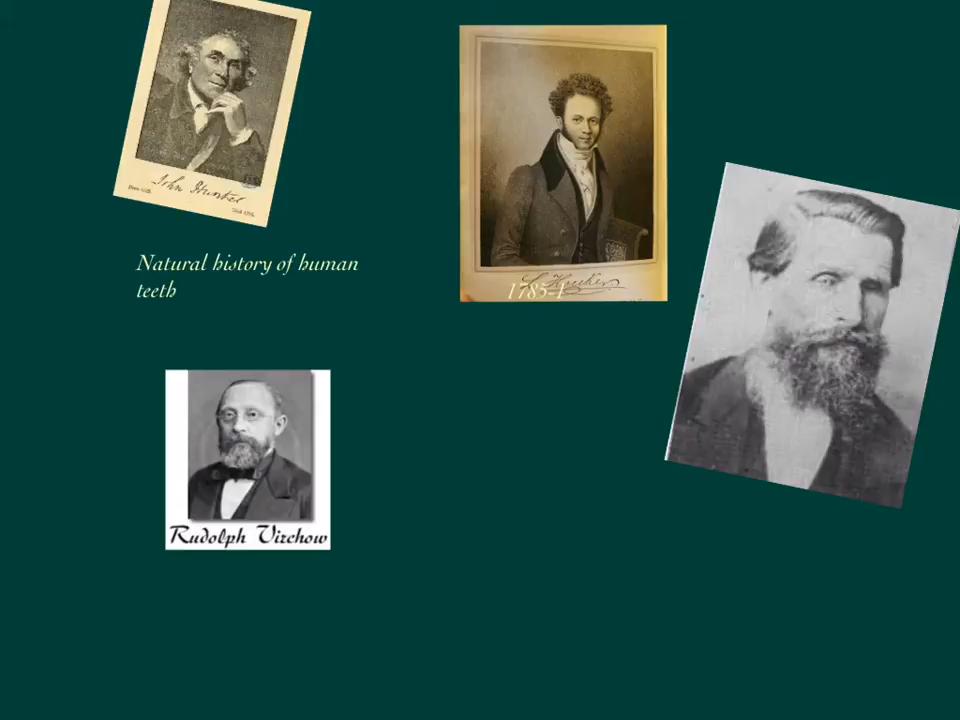 John Hunter
Natural history of human
teeth
1785-1
Rudolph Virchow